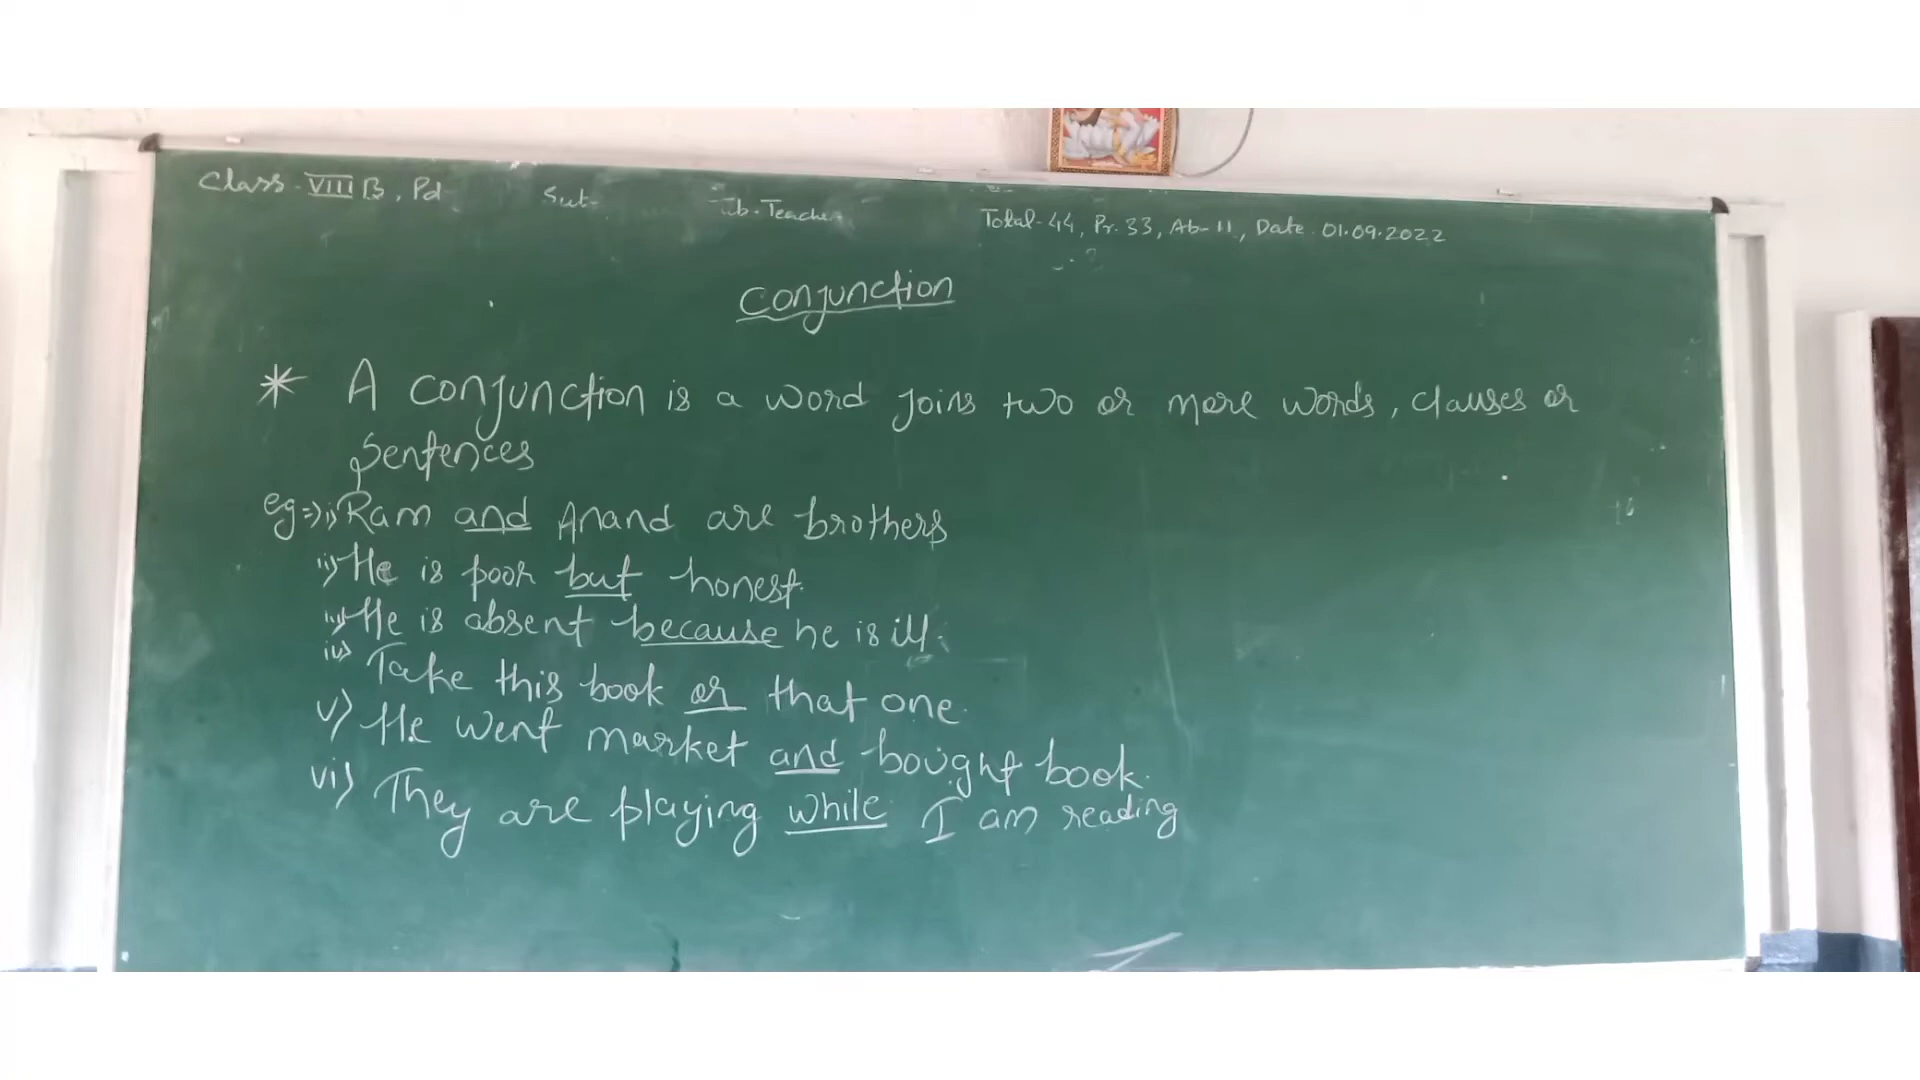 Class - VIII B, Pd Sub- Teacher Total- 44, Pr. 33, Ab- 11, Date. 01.09.2022
Conjunction
* A conjunction is a word joins two or more words, clauses or
sentences
eg=> i) Ram and Anand are brothers
ii) He is poor but honest.
iii) He is absent because he is ill.
iv) Take this book or that one.
v) He went market and bought book.
vi) They are playing while I am reading